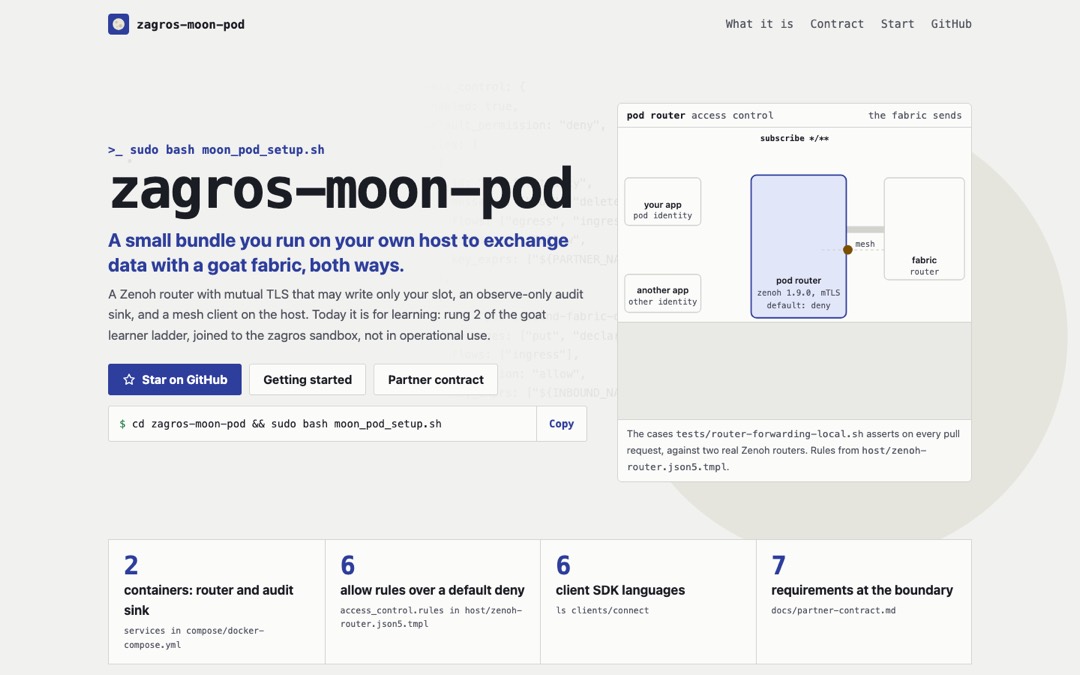 zagros-moon-pod
What it is Contract Start GitHub
control: {
permission: "deny",
>_ sudo bash moon_pod_setup.sh
zagros-moon-pod
A small bundle you run on your own host to exchange
data with a goat fabric, both ways.
A Zenoh router with mutual TLS that may write only your slot, an observe-only audit
sink, and a mesh client on the host. Today it is for learning: rung 2 of the goat
learner ladder, joined to the zagros sandbox, not in operational use.
Star on GitHub
Getting started
Partner contract
$ cd zagros-moon-pod && sudo bash moon_pod_setup.sh
Copy
pod router access control
the fabric sends
subscribe */**
your app
pod identity
another app
other identity
pod router
zenoh 1.9.0, mTLS
default: deny
mesh
fabric
router
The cases tests/router-forwarding-local.sh asserts on every pull
request, against two real Zenoh routers. Rules from host/zenoh-
router.json5.tmpl.
2
containers: router and audit
sink
services in compose/docker-
compose.yml
6
allow rules over a default deny
access_control.rules in host/zenoh-
router.json5.tmpl
6
client SDK languages
ls clients/connect
7
requirements at the boundary
docs/partner-contract.md